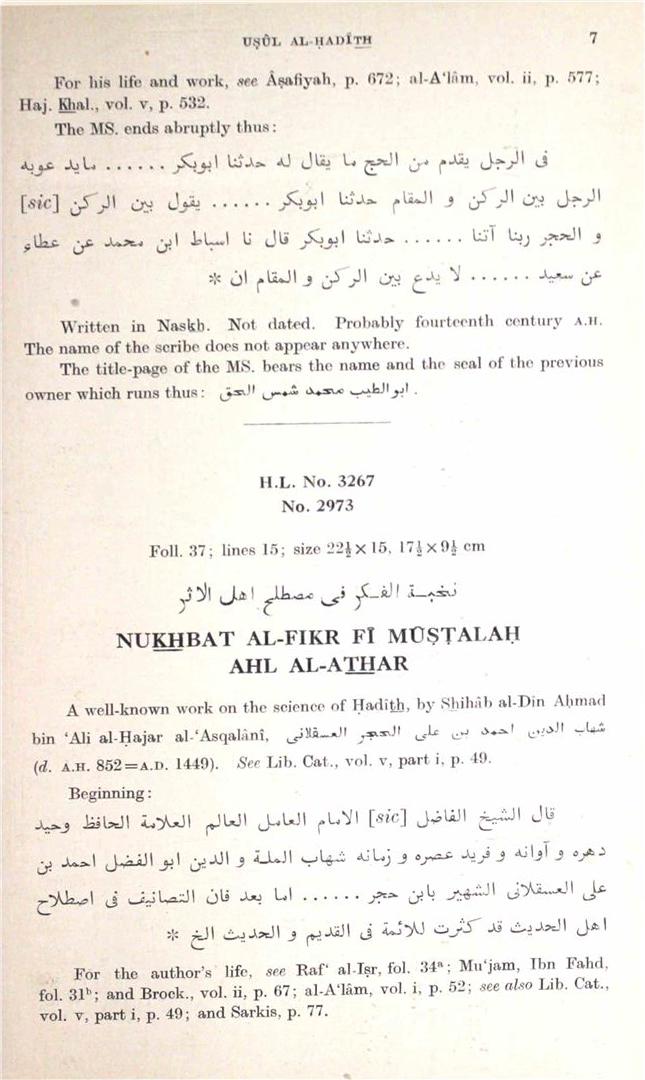 UṢÛL AL-ḤADÎTH 7
For his life and work, see Âṣafîyah, p. 672; al-A‘lâm, vol. ii, p. 577;
Haj. Khal., vol. v, p. 532.
The MS. ends abruptly thus:
فى الرجل يقدم من الحج ما يقال له حدثنا ابوبكر ...... مايد عوبه
الرجل بين الركن و المقام حدثنا ابوبكر ...... يقول بين الركن [sic]
و الحجر ربنا آتنا ...... حدثنا ابوبكر قال نا اسباط ابن محمد عن عطاء
عن سعيد ...... لا يدع بين الركن و المقام ان *
Written in Naskh. Not dated. Probably fourteenth century A.H.
The name of the scribe does not appear anywhere.
The title-page of the MS. bears the name and the seal of the previous
owner which runs thus: ابو الطيب محمد شمس الحق .
H.L. No. 3267
No. 2973
Foll. 37; lines 15; size 22½ × 15, 17½ × 9½ cm
نخبة الفكر فى مصطلح اهل الاثر
NUKHBAT AL-FIKR FĪ MŪṢṬALAḤ
AHL AL-ATHAR
A well-known work on the science of Ḥadîth, by Shihâb al-Dîn Aḥmad
bin ‘Ali al-Ḥajar al-‘Asqalânî, شهاب الدين احمد بن على الحجر العسقلانى
(d. A.H. 852=A.D. 1449). See Lib. Cat., vol. v, part i, p. 49.
Beginning:
قال الشيخ الفاضل [sic] الامام العامل العالم العلامة الحافظ وحيد
دهره و آوانه و فريد عصره و زمانه شهاب الملة و الدين ابو الفضل احمد بن
على العسقلانى الشهير بابن حجر ...... اما بعد فان التصانيف فى اصطلاح
اهل الحديث قد كثرت للائمة فى القديم و الحديث الخ *
For the author's life, see Raf‘ al-Iṣr, fol. 34ᵃ; Mu‘jam, Ibn Fahd,
fol. 31ᵇ; and Brock., vol. ii, p. 67; al-A‘lâm, vol. i, p. 52; see also Lib. Cat.,
vol. v, part i, p. 49; and Sarkis, p. 77.